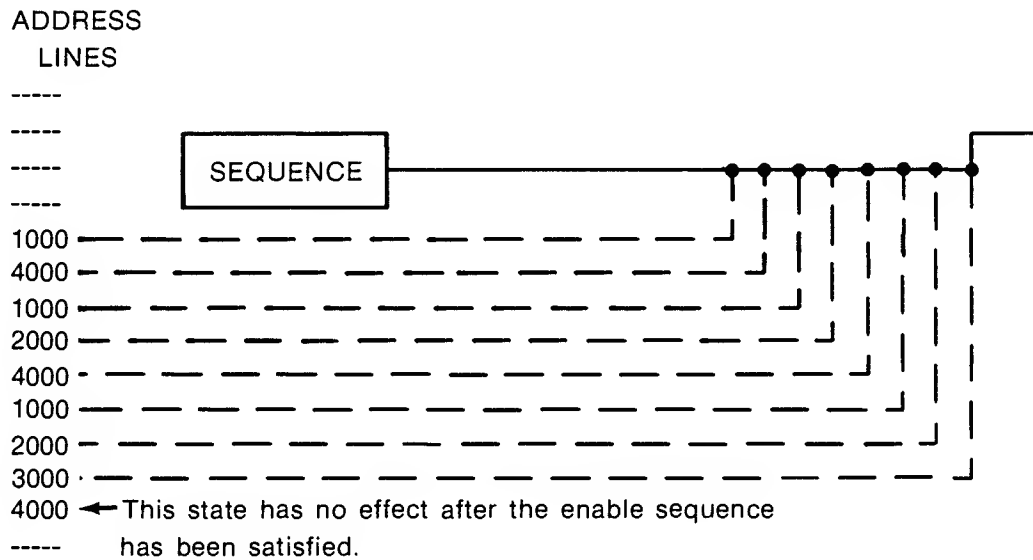 ADDRESS
LINES
-----
-----
-----
-----
SEQUENCE
1000
4000
1000
2000
4000
1000
2000
3000
4000 ← This state has no effect after the enable sequence
----- has been satisfied.